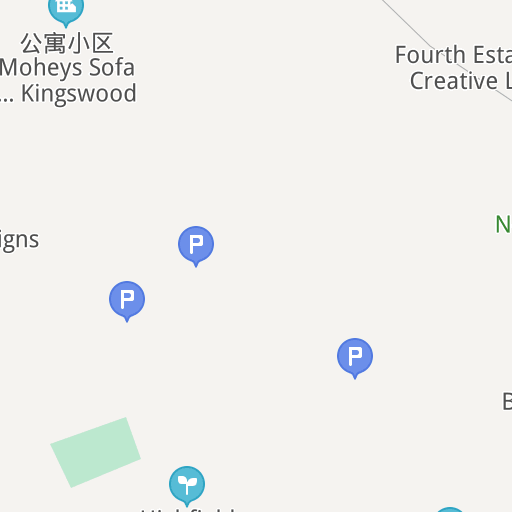 公寓小区
Moheys Sofa
... Kingswood
Fourth Esta
Creative L
N
igns
P
P
P
B